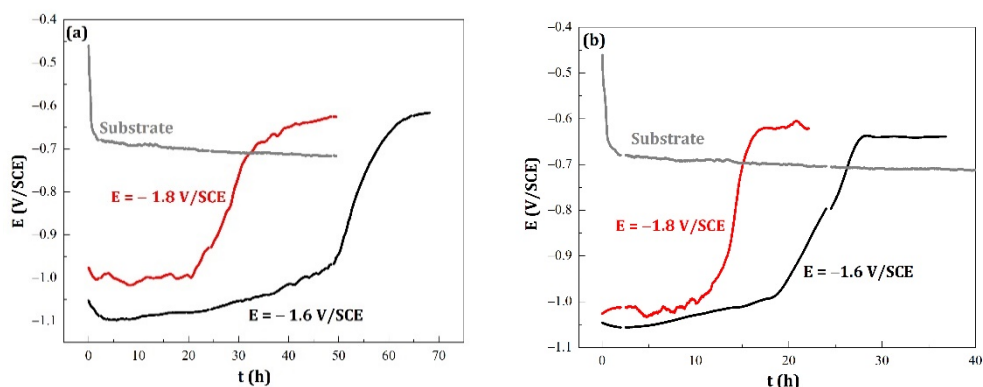 (a)
−0.4
−0.5
−0.6
−0.7
−0.8
−0.9
−1.0
−1.1
E (V/SCE)
Substrate
E = − 1.8 V/SCE
E = − 1.6 V/SCE
0 10 20 30 40 50 60 70
t (h)
(b)
−0.4
−0.5
−0.6
−0.7
−0.8
−0.9
−1.0
−1.1
E (V/SCE)
Substrate
E = −1.8 V/SCE
E = −1.6 V/SCE
0 10 20 30 40
t (h)